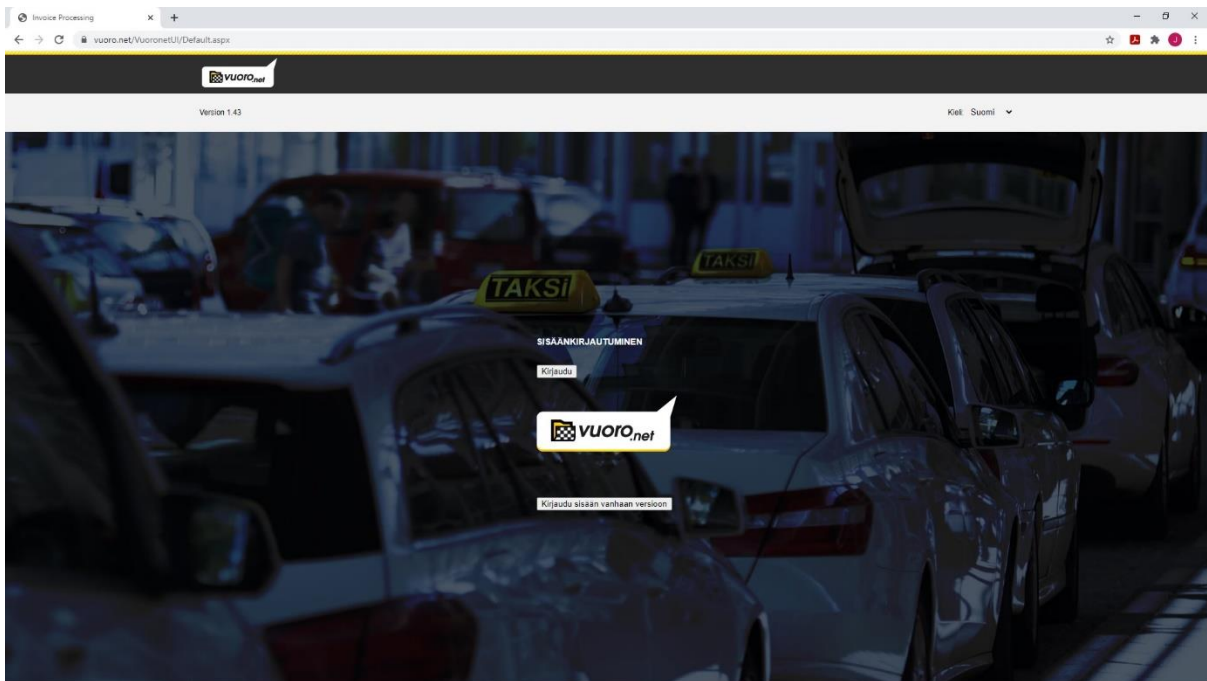 Invoice Processing
vuoro.net/VuoronetUI/Default.aspx
J
vuoro.net
Version 1.43
Kieli: Suomi
TAKSI
TAKSI
SISÄÄNKIRJAUTUMINEN
Kirjaudu
vuoro.net
Kirjaudu sisään vanhaan versioon